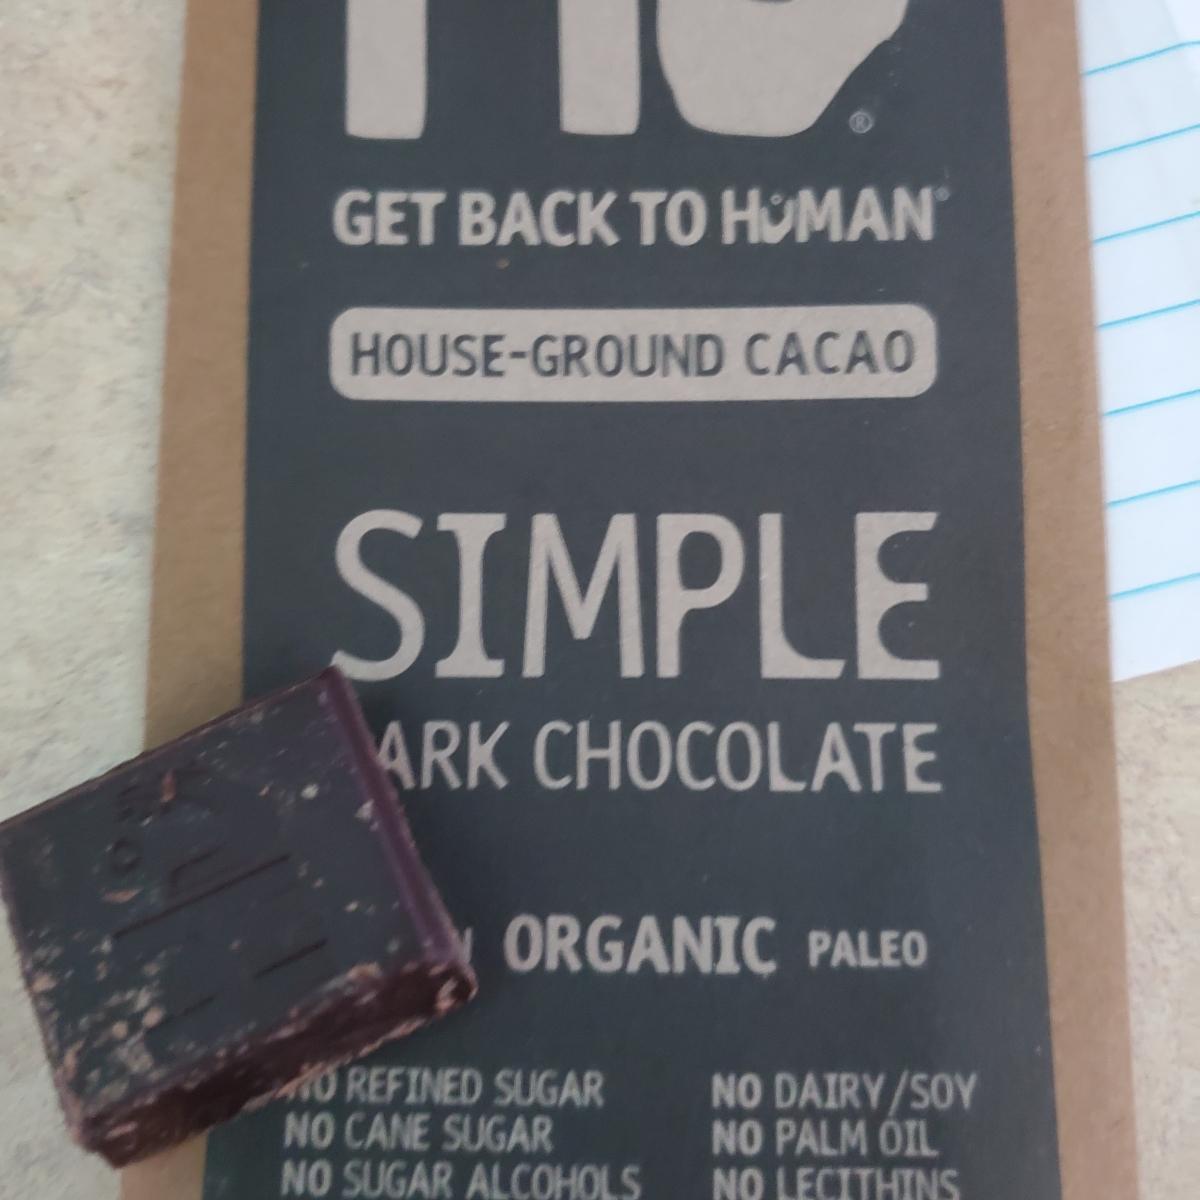 ®
GET BACK TO HUMAN®
HOUSE-GROUND CACAO
SIMPLE
ARK CHOCOLATE
ORGANIC PALEO
NO REFINED SUGAR
NO DAIRY/SOY
NO CANE SUGAR
NO PALM OIL
NO SUGAR ALCOHOLS
NO LECITHINS